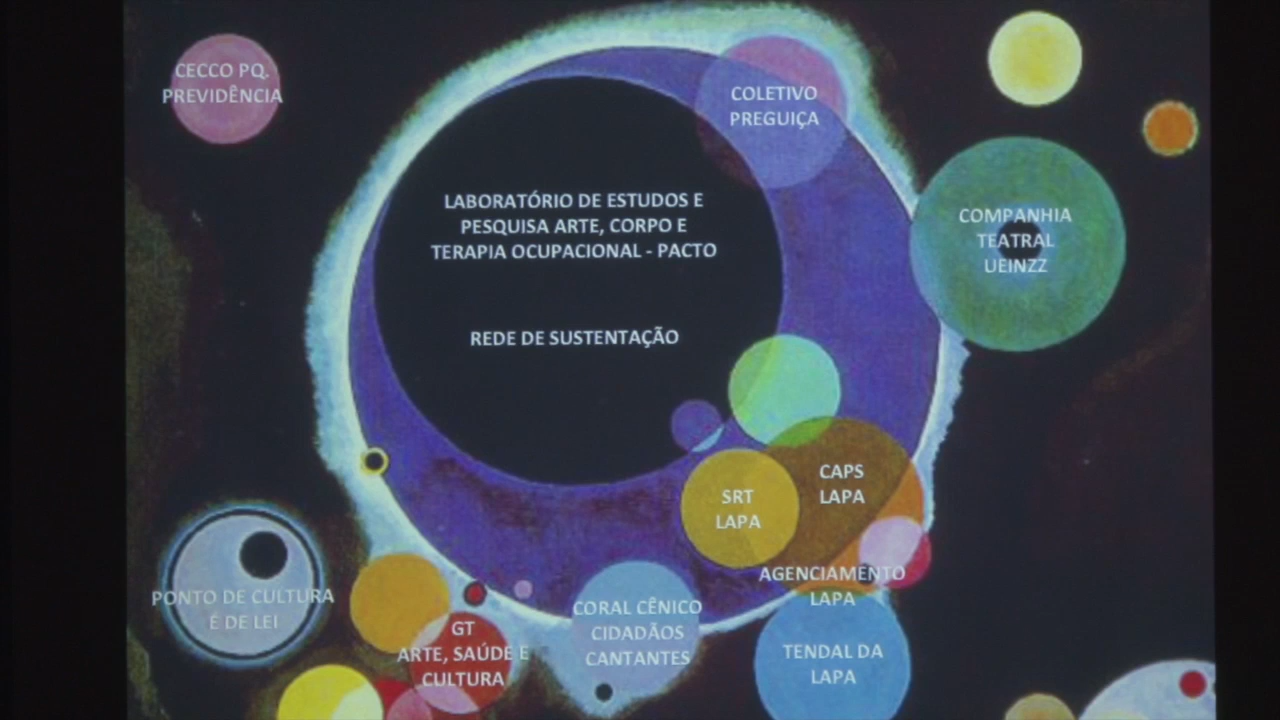 CECCO PQ.
PREVIDÊNCIA
COLETIVO
PREGUIÇA
LABORATÓRIO DE ESTUDOS E
PESQUISA ARTE, CORPO E
TERAPIA OCUPACIONAL - PACTO
REDE DE SUSTENTAÇÃO
COMPANHIA
TEATRAL
UEINZZ
CAPS
LAPA
SRT
LAPA
AGENCIAMENTO
LAPA
PONTO DE CULTURA
É DE LEI
GT
ARTE, SAÚDE E
CULTURA
CORAL CÊNICO
CIDADÃOS
CANTANTES
TENDAL DA
LAPA